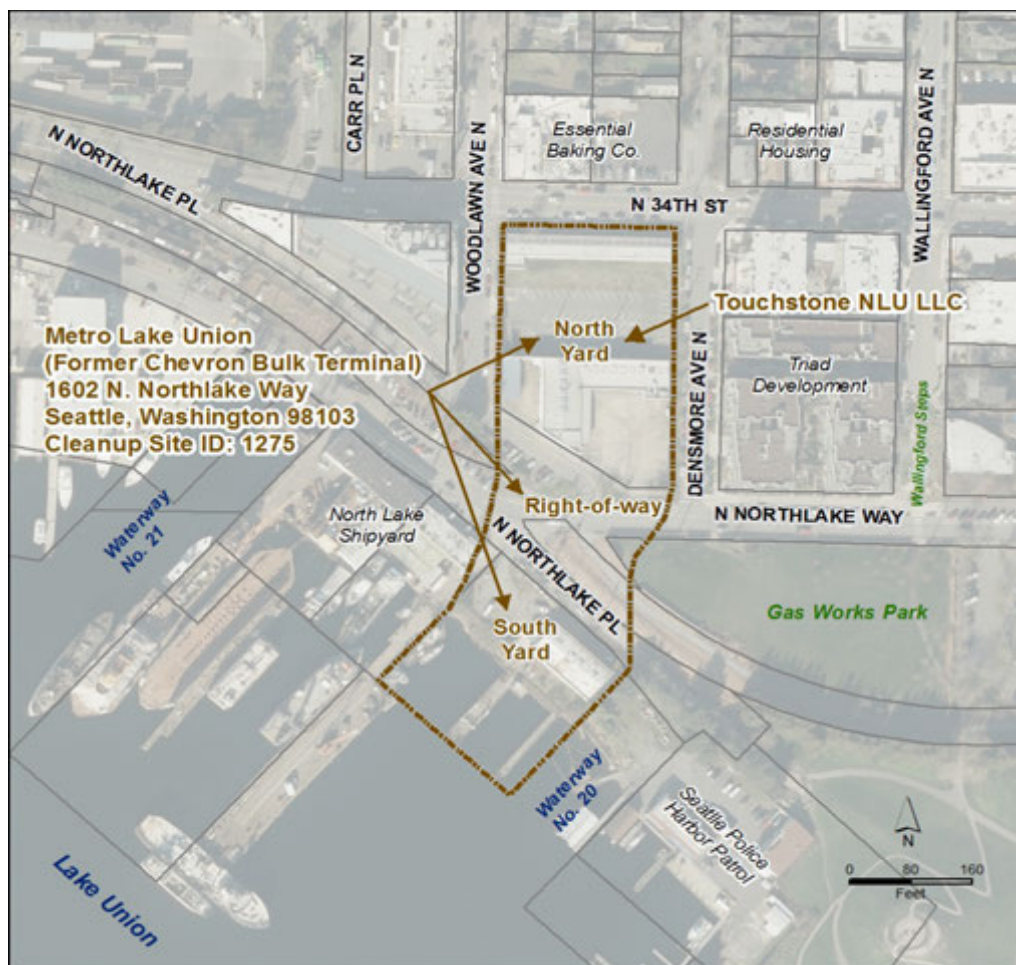 CARR PL N
WOODLAWN AVE N
WALLINGFORD AVE N
N NORTHLAKE PL
Essential
Baking Co.
Residential
Housing
N 34TH ST
Metro Lake Union
(Former Chevron Bulk Terminal)
1602 N. Northlake Way
Seattle, Washington 98103
Cleanup Site ID: 1275
North
Yard
Touchstone NLU LLC
DENSMORE AVE N
Triad
Development
Wallingford Steps
Waterway
No. 21
North Lake
Shipyard
Right-of-way
N NORTHLAKE WAY
N NORTHLAKE PL
South
Yard
Gas Works Park
Waterway
No. 20
Seattle Police
Harbor Patrol
Lake Union
N
0 80 160
Feet